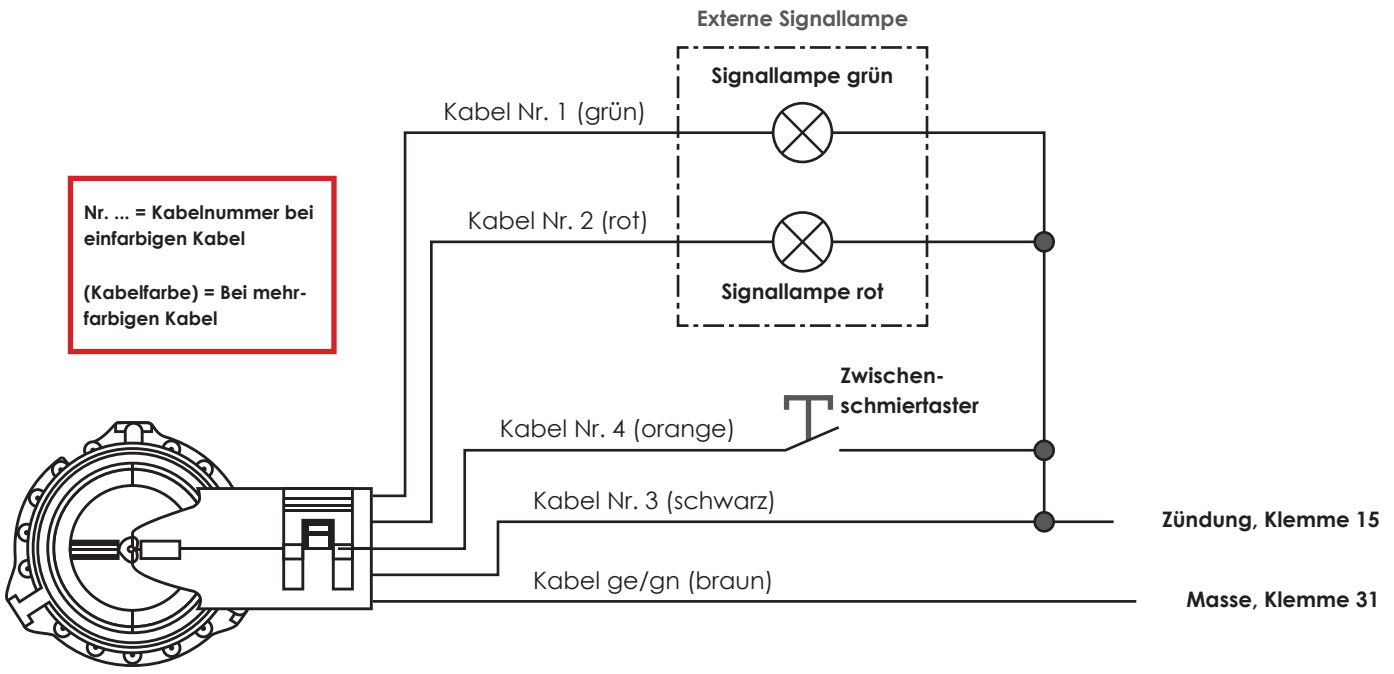 Externe Signallampe
Signallampe grün
Kabel Nr. 1 (grün)
Nr. ... = Kabelnummer bei
einfarbigen Kabel
(Kabelfarbe) = Bei mehr-
farbigen Kabel
Kabel Nr. 2 (rot)
Signallampe rot
Zwischen-
schmiertaster
Kabel Nr. 4 (orange)
Kabel Nr. 3 (schwarz)
Zündung, Klemme 15
Kabel ge/gn (braun)
Masse, Klemme 31